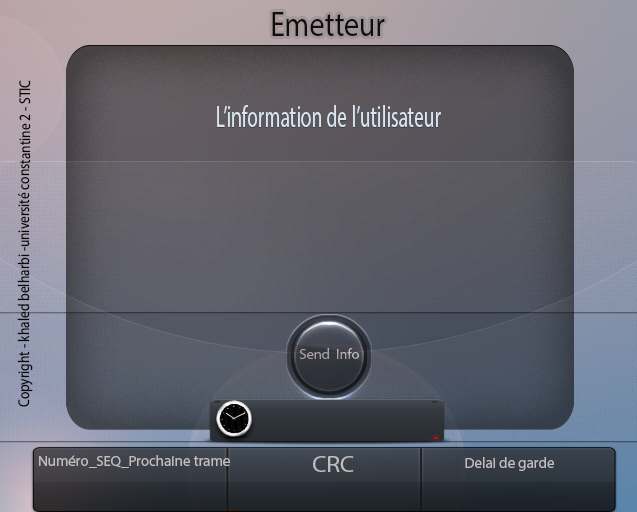 Emetteur
L'information de l'utilisateur
Copyright - khaled belharbi -université constantine 2 - STIC
Send Info
Numéro_SEQ_Prochaine trame
CRC
Delai de garde